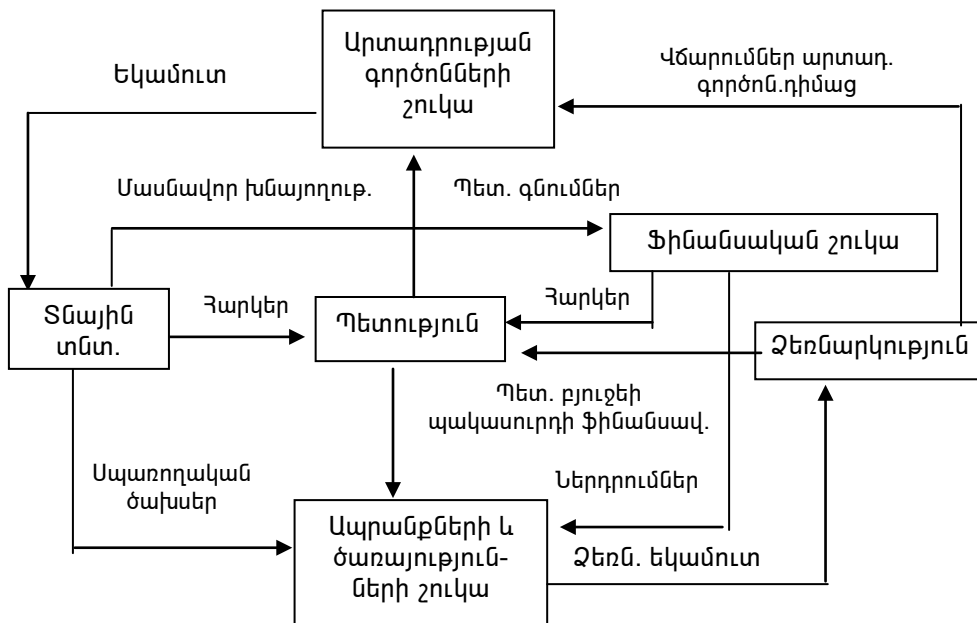 Արտադրության
գործոնների
շուկա
Եկամուտ
Վճարումներ արտադ.
գործոն.դիմաց
Մասնավոր խնայողութ.
Պետ. գնումներ
Ֆինանսական շուկա
Տնային
տնտ.
Հարկեր
Պետություն
Հարկեր
Ձեռնարկություն
Պետ. բյուջեի
պակասուրդի ֆինանսավ.
Սպառողական
ծախսեր
Ներդրումներ
Ապրանքների և
ծառայություն-
ների շուկա
Ձեռն. եկամուտ